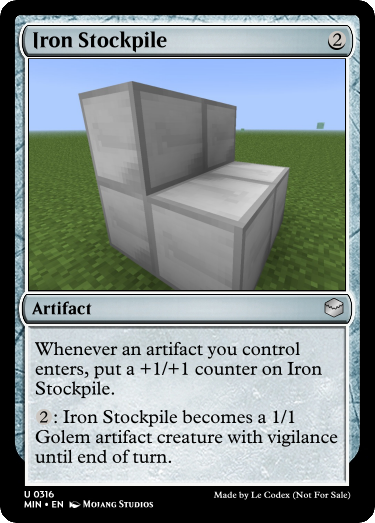 Iron Stockpile 2
Artifact
Whenever an artifact you control
enters, put a +1/+1 counter on Iron
Stockpile.
2 : Iron Stockpile becomes a 1/1
Golem artifact creature with vigilance
until end of turn.
U 0316
MIN • EN Mojang Studios
Made by Le Codex (Not For Sale)